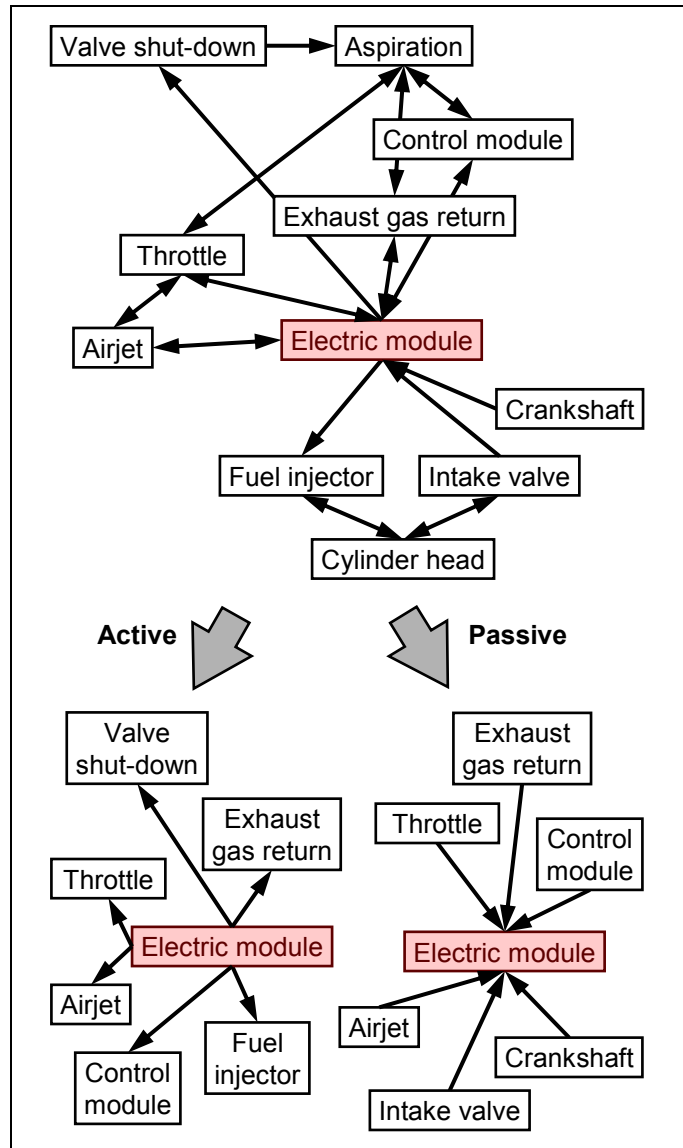 Valve shut-down
Aspiration
Control module
Exhaust gas return
Throttle
Airjet
Electric module
Crankshaft
Fuel injector
Intake valve
Cylinder head
Active
Passive
Valve
shut-down
Exhaust
gas return
Throttle
Electric module
Airjet
Control
module
Fuel
injector
Exhaust
gas return
Throttle
Control
module
Electric module
Airjet
Crankshaft
Intake valve